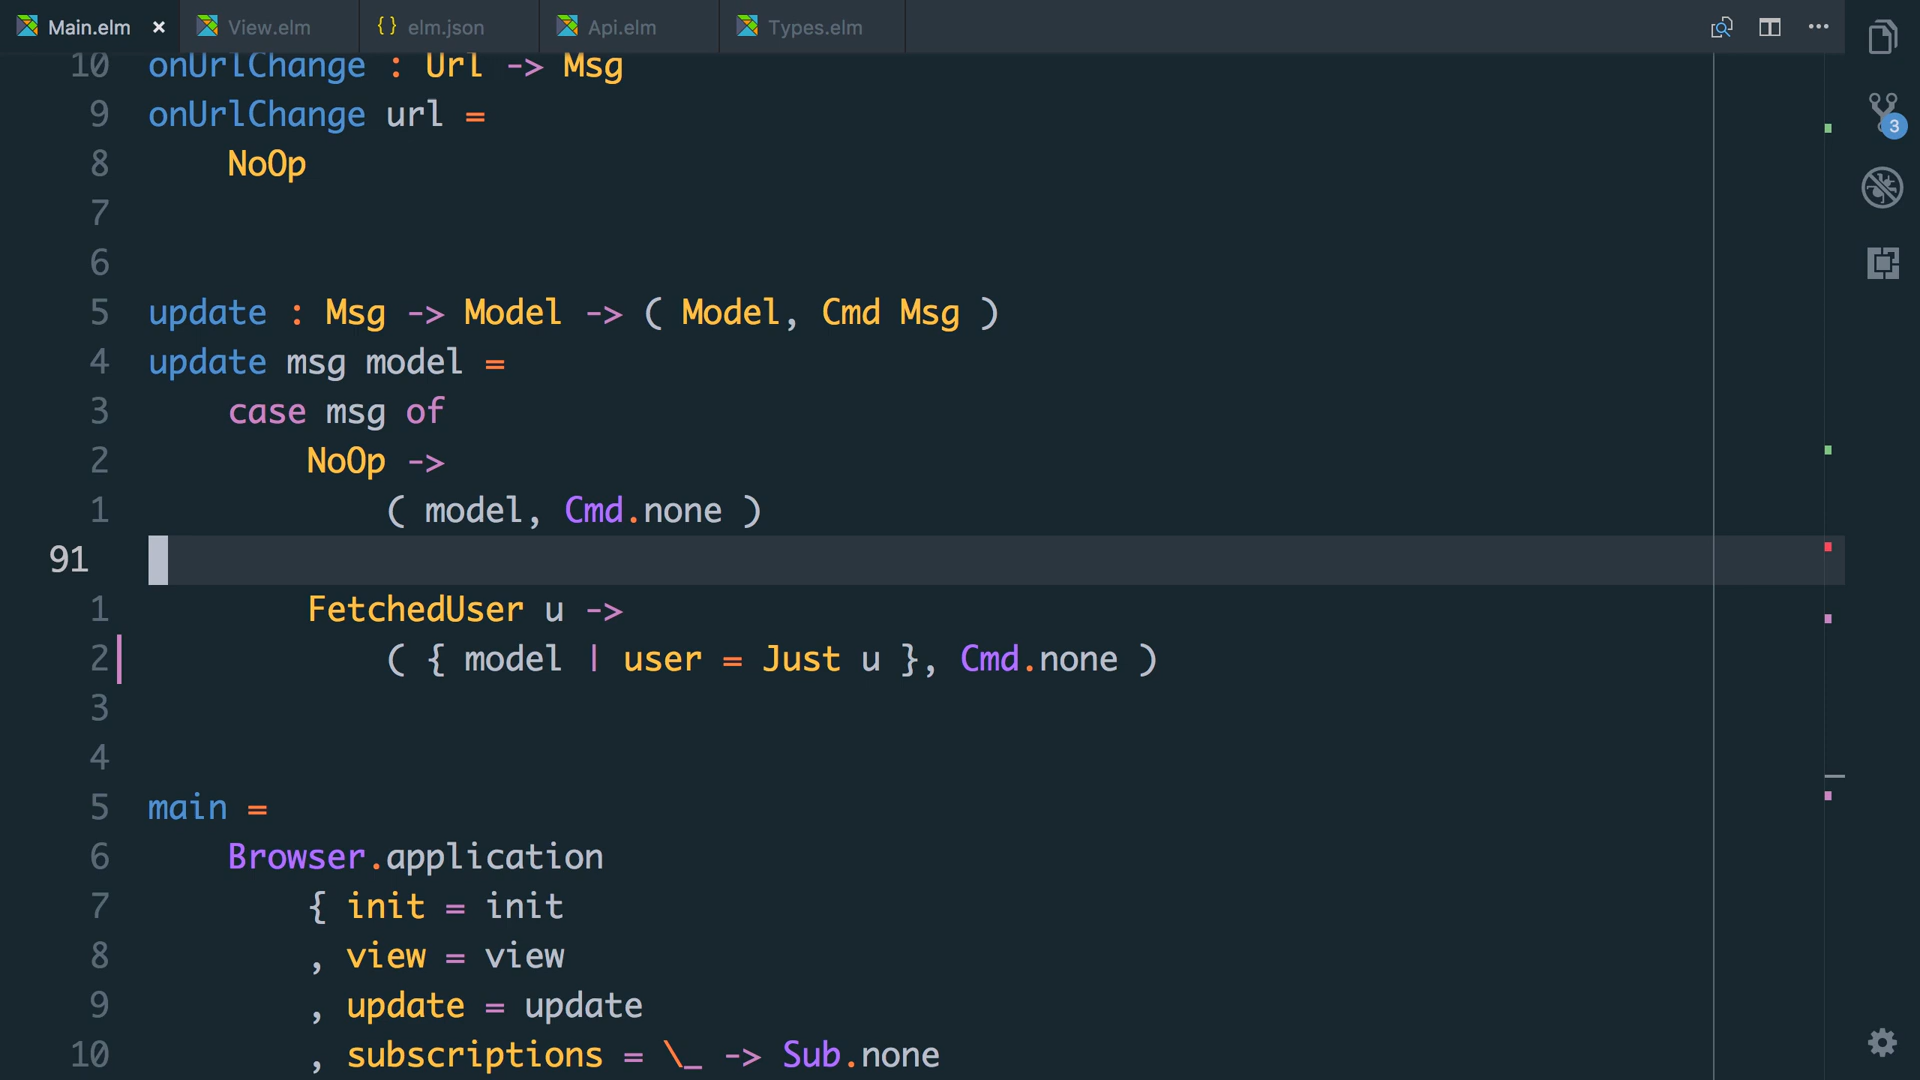 Main.elm × View.elm {} elm.json Api.elm Types.elm ...
10 onUrlChange : Url -> Msg
9 onUrlChange url =
8 NoOp
7
6
5 update : Msg -> Model -> ( Model, Cmd Msg )
4 update msg model =
3 case msg of
2 NoOp ->
1 ( model, Cmd.none )
91
1 FetchedUser u ->
2 ( { model | user = Just u }, Cmd.none )
3
4
5 main =
6 Browser.application
7 { init = init
8 , view = view
9 , update = update
10 , subscriptions = \_ -> Sub.none
3